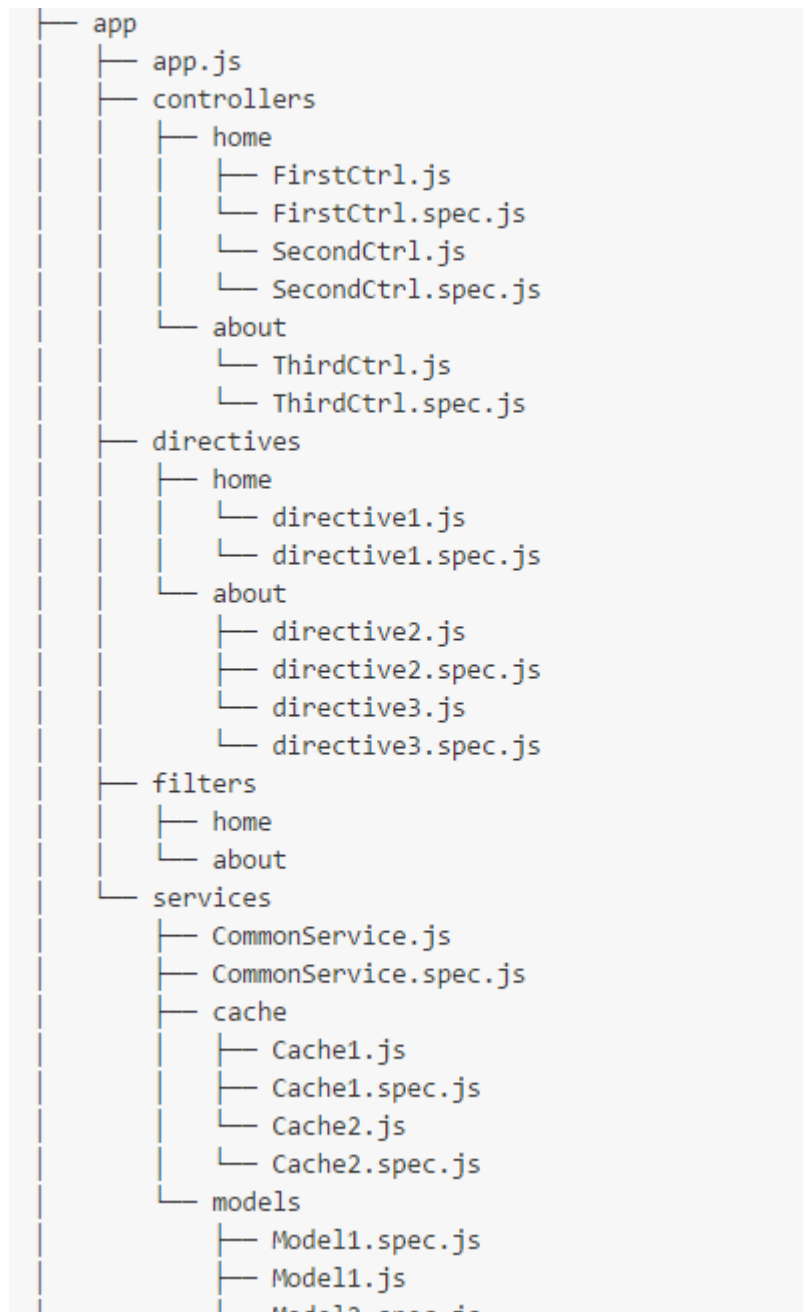 ├── app
│   ├── app.js
│   ├── controllers
│   │   ├── home
│   │   │   ├── FirstCtrl.js
│   │   │   └── FirstCtrl.spec.js
│   │   │   └── SecondCtrl.js
│   │   │   └── SecondCtrl.spec.js
│   │   └── about
│   │       └── ThirdCtrl.js
│   │       └── ThirdCtrl.spec.js
│   ├── directives
│   │   ├── home
│   │   │   └── directive1.js
│   │   │   └── directive1.spec.js
│   │   └── about
│   │       ├── directive2.js
│   │       ├── directive2.spec.js
│   │       └── directive3.js
│   │       └── directive3.spec.js
│   ├── filters
│   │   ├── home
│   │   └── about
│   └── services
│       ├── CommonService.js
│       ├── CommonService.spec.js
│       ├── cache
│       │   ├── Cache1.js
│       │   ├── Cache1.spec.js
│       │   └── Cache2.js
│       │   └── Cache2.spec.js
│       └── models
│           ├── Model1.spec.js
│           ├── Model1.js